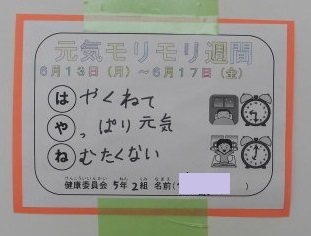 元気モリモリ週間
6月13日(月)~6月17日(金)
はやくねて
やっぱり元気
ねむたくない
健康委員会 5年2組 名前( )